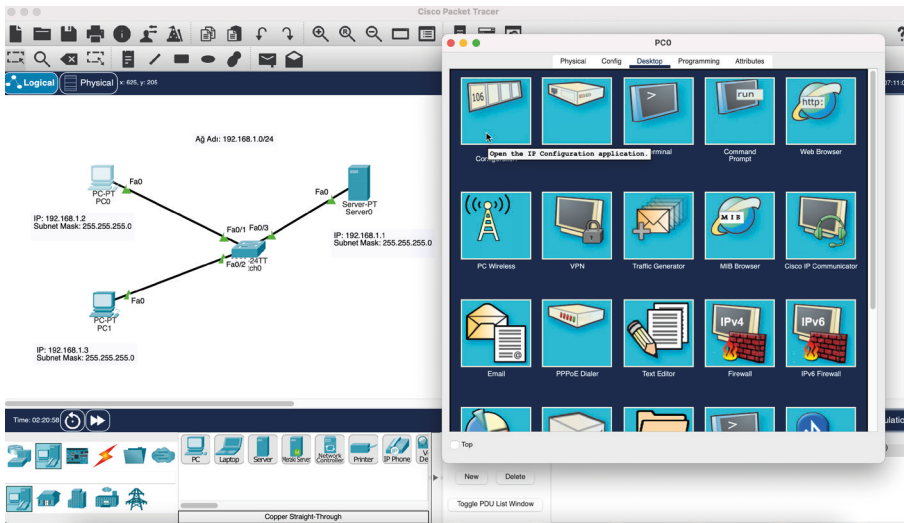 Cisco Packet Tracer
Logical
Physical
x: 625, y: 205
Ağ Adı: 192.168.1.0/24
Fa0
PC-PT
PC0
IP: 192.168.1.2
Subnet Mask: 255.255.255.0
Fa0
Server-PT
Server0
IP: 192.168.1.1
Subnet Mask: 255.255.255.0
Fa0/1
Fa0/3
Fa0/2
24TT
:ch0
Fa0
PC-PT
PC1
IP: 192.168.1.3
Subnet Mask: 255.255.255.0
Time: 02:20:58
PC
Laptop
Server
Meraki Server
Network
Controller
Printer
IP Phone
Copper Straight-Through
PC0
Physical
Config
Desktop
Programming
Attributes
106
run
http:
Open the IP Configuration application.
Command
Prompt
Web Browser
MIB
PC Wireless
VPN
Traffic Generator
MIB Browser
Cisco IP Communicator
IPv4
IPv6
Email
PPPoE Dialer
Text Editor
Firewall
IPv6 Firewall
Top
New
Delete
Toggle PDU List Window